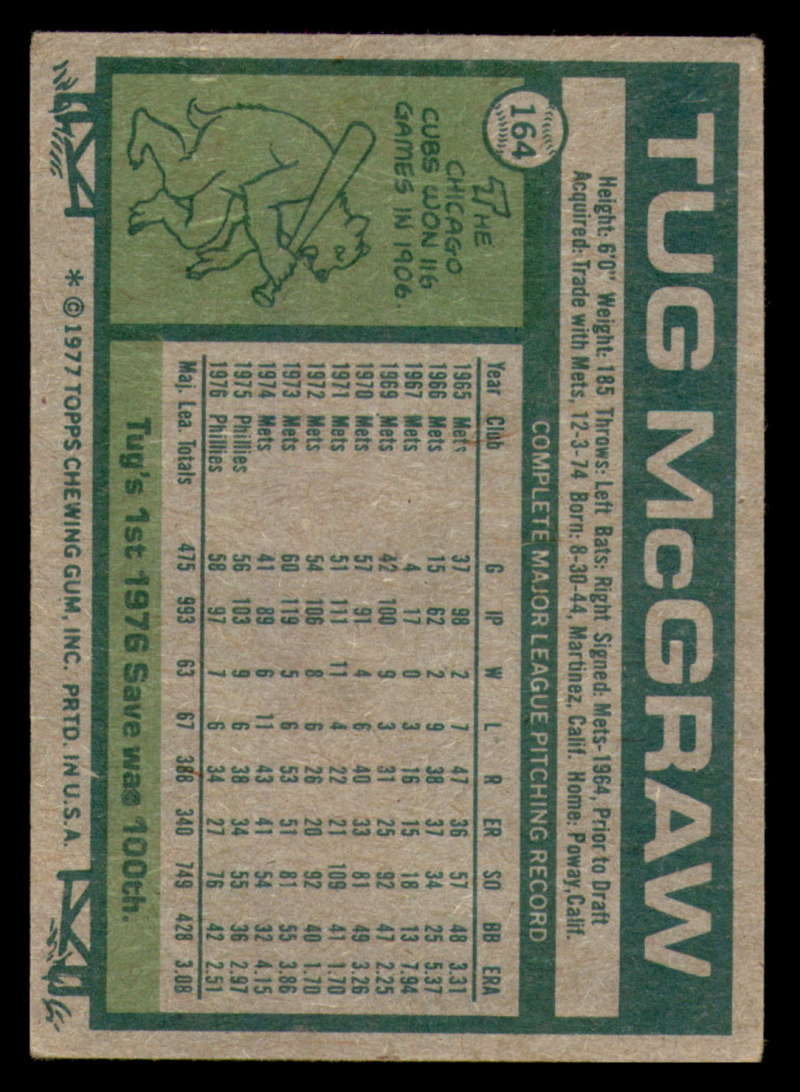 164
TUG McGRAW
Height: 6'0" Weight: 185 Throws: Left Bats: Right Signed: Mets-1964, Prior to Draft
Acquired: Trade with Mets, 12-3-74 Born: 8-30-44, Martinez, Calif. Home: Poway, Calif.
THE
CHICAGO
CUBS WON 116
GAMES IN 1906.
COMPLETE MAJOR LEAGUE PITCHING RECORD
Year Club G IP W L R ER SO BB ERA
1965 Mets 37 98 2 7 47 36 57 48 3.31
1966 Mets 15 62 2 9 38 37 34 25 5.37
1967 Mets 4 17 0 3 16 15 18 13 7.94
1969 Mets 42 100 9 3 31 25 92 47 2.25
1970 Mets 57 91 4 6 40 33 81 49 3.26
1971 Mets 51 111 11 4 22 21 109 41 1.70
1972 Mets 54 106 8 6 26 20 92 40 1.70
1973 Mets 60 119 5 6 53 51 81 55 3.86
1974 Mets 41 89 6 11 43 41 54 32 4.15
1975 Phillies 56 103 9 6 38 34 55 36 2.97
1976 Phillies 58 97 7 6 34 27 76 42 2.51
Maj. Lea. Totals 475 993 63 67 388 340 749 428 3.08
Tug's 1st 1976 Save was 100th.
* © 1977 TOPPS CHEWING GUM, INC. PRTD. IN U.S.A.